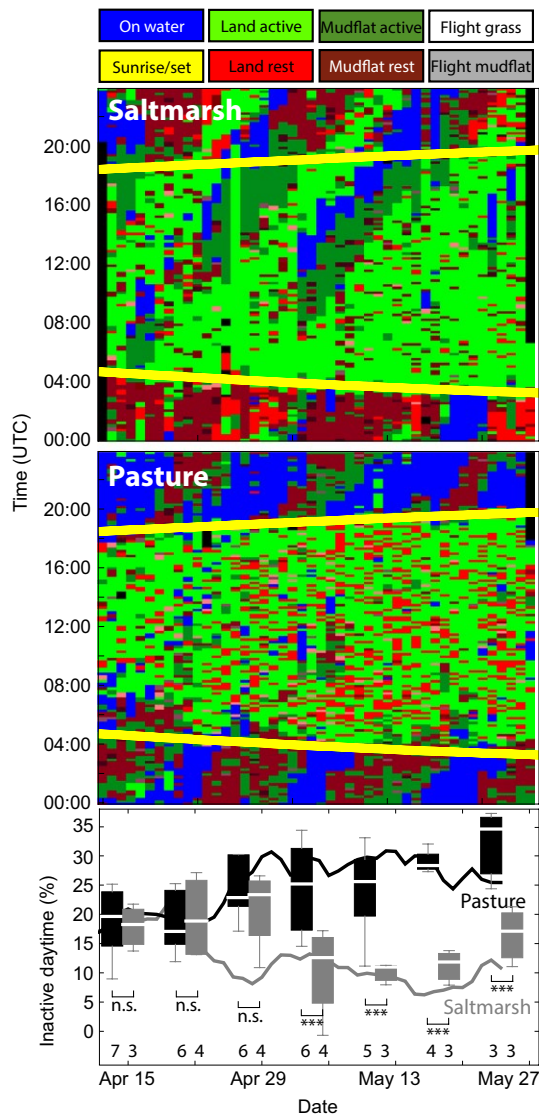 On water Land active Mudflat active Flight grass
Sunrise/set Land rest Mudflat rest Flight mudflat
Saltmarsh
20:00
16:00
12:00
08:00
04:00
00:00
Time (UTC)
Pasture
20:00
16:00
12:00
08:00
04:00
00:00
35
30
25
20
15
10
5
0
Inactive daytime (%)
Pasture
Saltmarsh
n.s. n.s. n.s. *** *** *** ***
7 3 6 4 6 4 6 4 5 3 4 3 3 3
Apr 15 Apr 29 May 13 May 27
Date